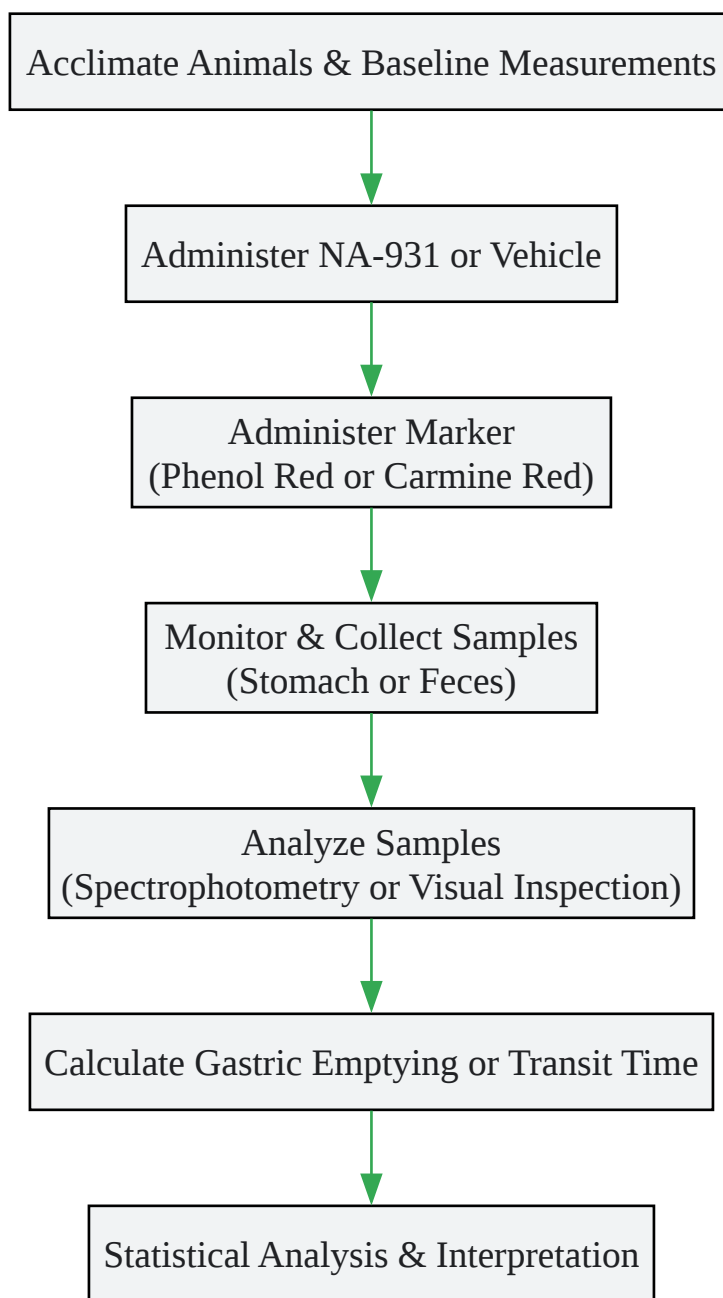 Acclimate Animals & Baseline Measurements
Administer NA-931 or Vehicle
Administer Marker
(Phenol Red or Carmine Red)
Monitor & Collect Samples
(Stomach or Feces)
Analyze Samples
(Spectrophotometry or Visual Inspection)
Calculate Gastric Emptying or Transit Time
Statistical Analysis & Interpretation